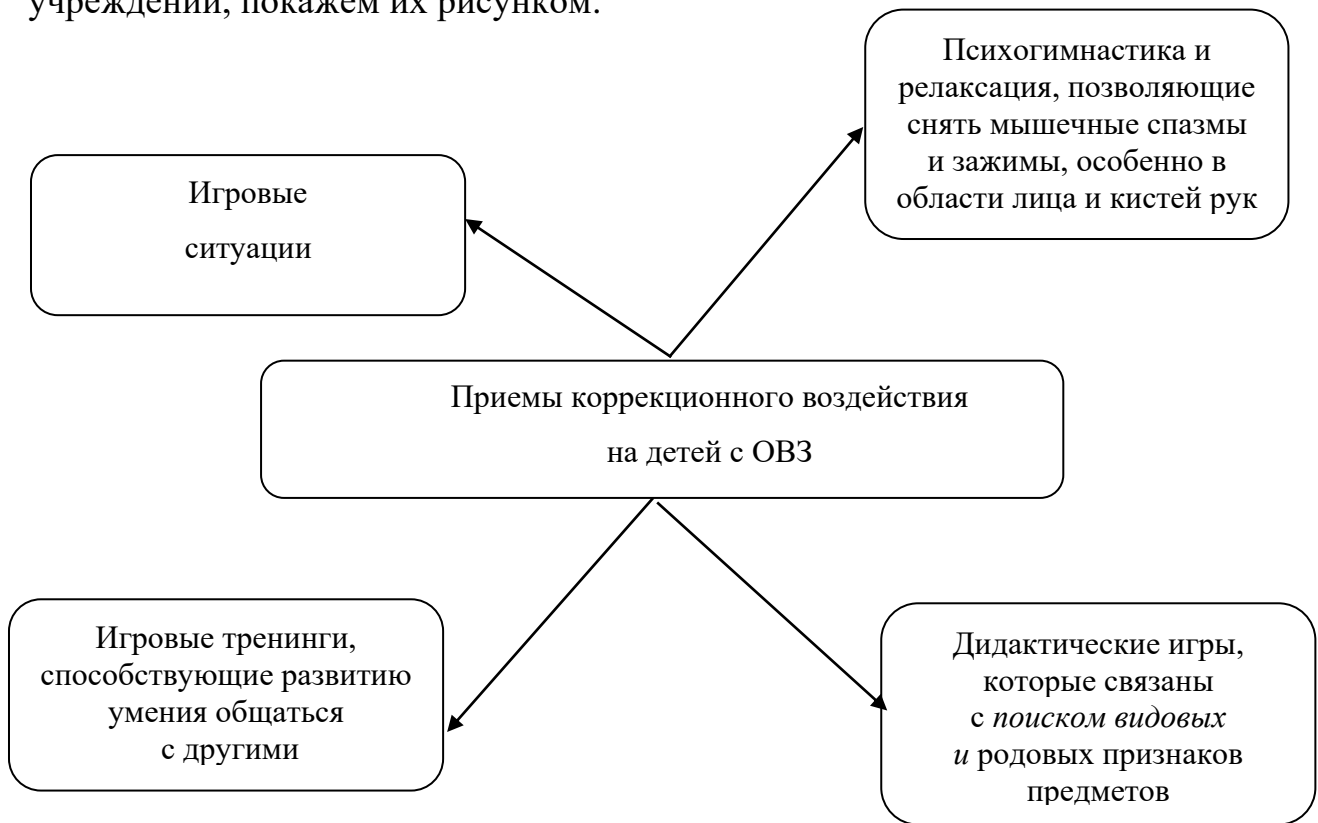 учреждении, покажем их рисунком.
Психогимнастика и
релаксация, позволяющие
снять мышечные спазмы
и зажимы, особенно в
области лица и кистей рук
Игровые
ситуации
Приемы коррекционного воздействия
на детей с ОВЗ
Игровые тренинги,
способствующие развитию
умения общаться
с другими
Дидактические игры,
которые связаны
с поиском видовых
и родовых признаков
предметов